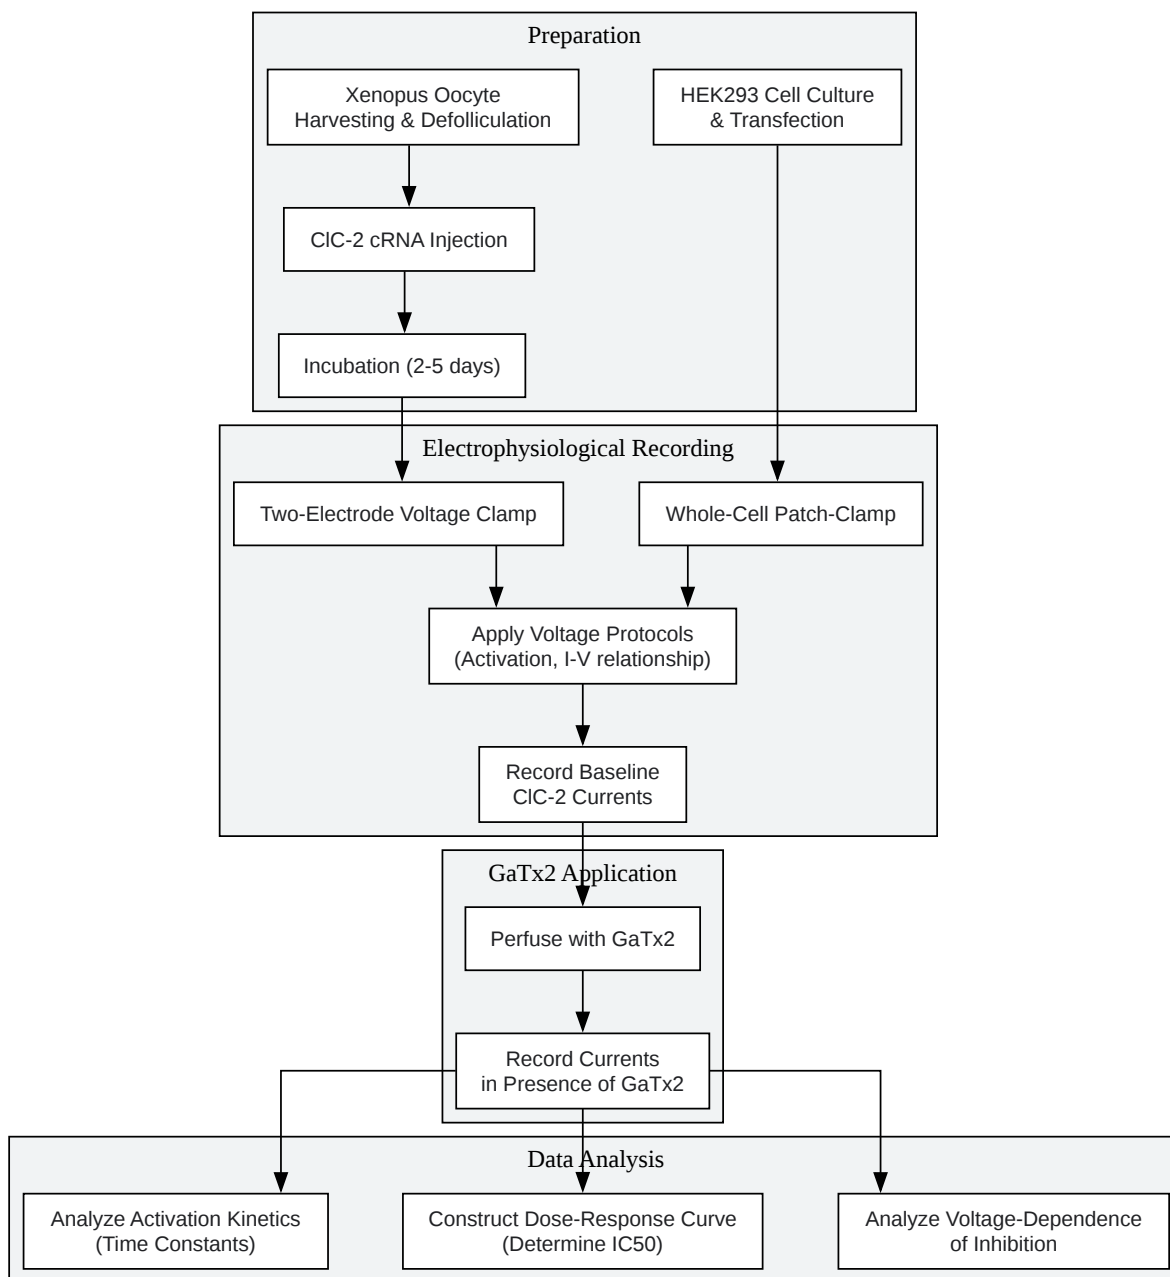 Preparation
Xenopus Oocyte
Harvesting & Defolliculation
HEK293 Cell Culture
& Transfection
ClC-2 cRNA Injection
Incubation (2-5 days)
Electrophysiological Recording
Two-Electrode Voltage Clamp
Whole-Cell Patch-Clamp
Apply Voltage Protocols
(Activation, I-V relationship)
Record Baseline
ClC-2 Currents
GaTx2 Application
Perfuse with GaTx2
Record Currents
in Presence of GaTx2
Data Analysis
Analyze Activation Kinetics
(Time Constants)
Construct Dose-Response Curve
(Determine IC50)
Analyze Voltage-Dependence
of Inhibition